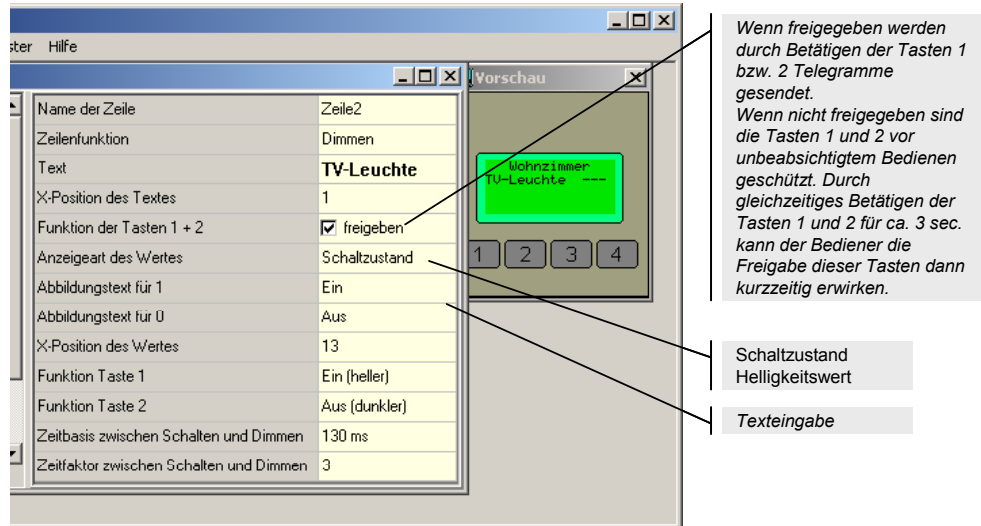 ster Hilfe
Vorschau
Name der Zeile Zeile2
Zeilenfunktion Dimmen
Text TV-Leuchte
X-Position des Textes 1
Funktion der Tasten 1 + 2 freigeben
Anzeigeart des Wertes Schaltzustand
Abbildungstext für 1 Ein
Abbildungstext für 0 Aus
X-Position des Wertes 13
Funktion Taste 1 Ein (heller)
Funktion Taste 2 Aus (dunkler)
Zeitbasis zwischen Schalten und Dimmen 130 ms
Zeitfaktor zwischen Schalten und Dimmen 3
Wohnzimmer
TV-Leuchte ---
1 2 3 4
Wenn freigegeben werden
durch Betätigen der Tasten 1
bzw. 2 Telegramme
gesendet.
Wenn nicht freigegeben sind
die Tasten 1 und 2 vor
unbeabsichtigtem Bedienen
geschützt. Durch
gleichzeitiges Betätigen der
Tasten 1 und 2 für ca. 3 sec.
kann der Bediener die
Freigabe dieser Tasten dann
kurzzeitig erwirken.
Schaltzustand
Helligkeitswert
Texteingabe